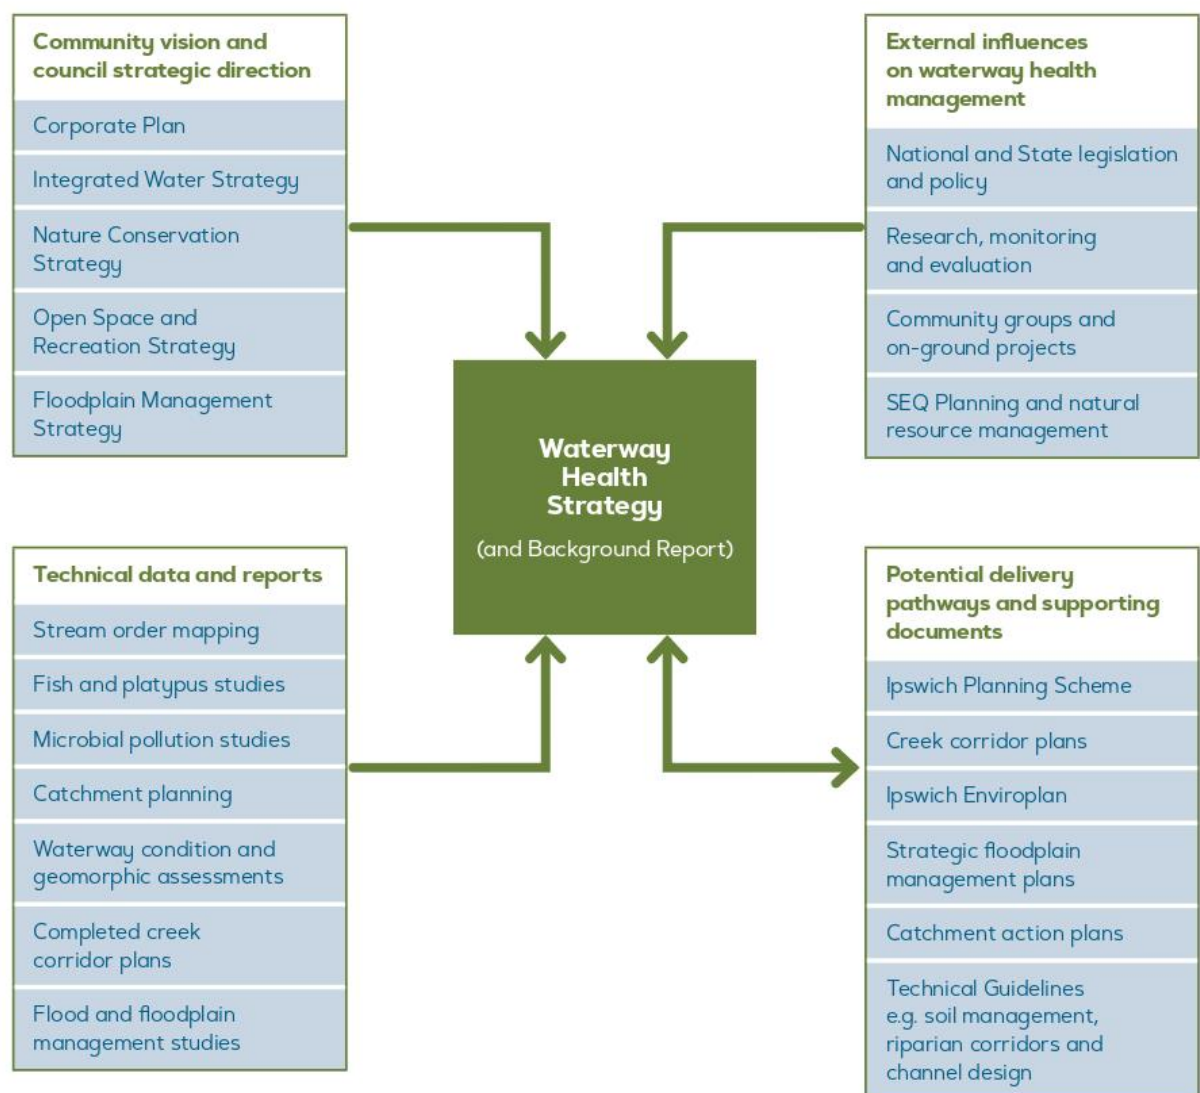 Community vision and
council strategic direction
Corporate Plan
Integrated Water Strategy
Nature Conservation
Strategy
Open Space and
Recreation Strategy
Floodplain Management
Strategy
External influences
on waterway health
management
National and State legislation
and policy
Research, monitoring
and evaluation
Community groups and
on-ground projects
SEQ Planning and natural
resource management
Waterway
Health
Strategy
(and Background Report)
Technical data and reports
Stream order mapping
Fish and platypus studies
Microbial pollution studies
Catchment planning
Waterway condition and
geomorphic assessments
Completed creek
corridor plans
Flood and floodplain
management studies
Potential delivery
pathways and supporting
documents
Ipswich Planning Scheme
Creek corridor plans
Ipswich Enviroplan
Strategic floodplain
management plans
Catchment action plans
Technical Guidelines
e.g. soil management,
riparian corridors and
channel design